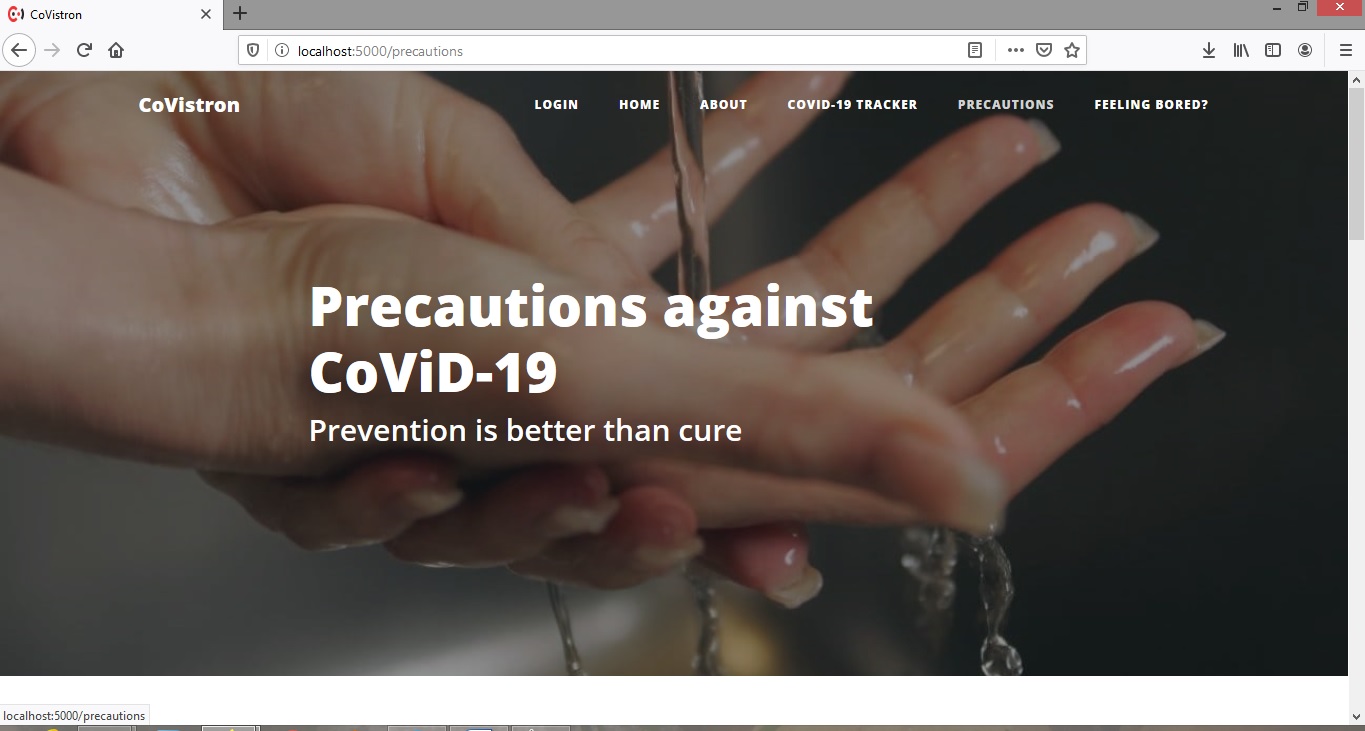 CoVistron
localhost:5000/precautions
CoVistron
LOGIN HOME ABOUT COVID-19 TRACKER PRECAUTIONS FEELING BORED?
Precautions against
CoViD-19
Prevention is better than cure
localhost:5000/precautions